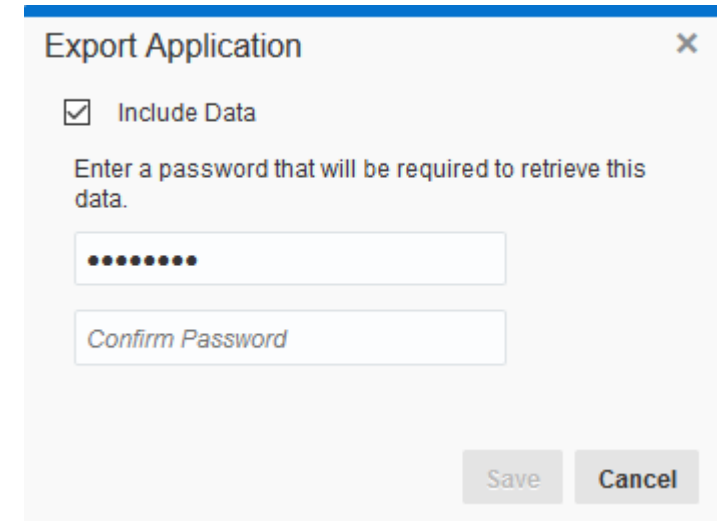 Export Application
Include Data
Enter a password that will be required to retrieve this
data.
••••••••
Confirm Password
Save
Cancel